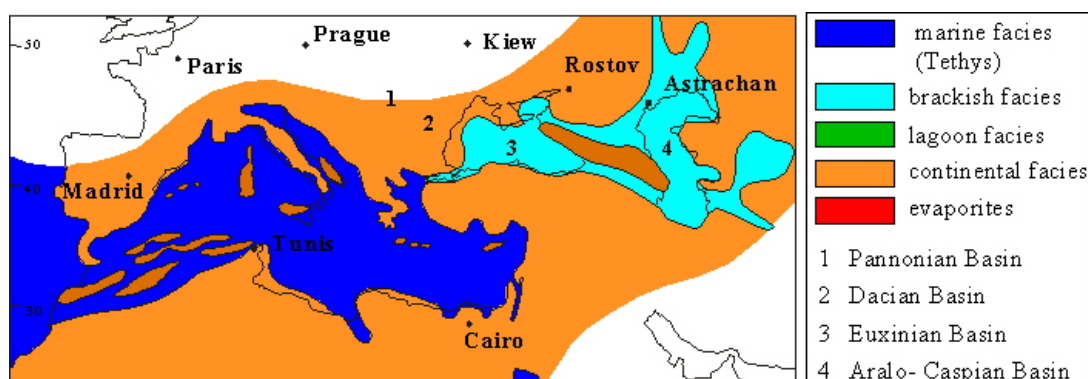 50
Prague
Kiew
Paris
Rostov
Astrachan
1
2
3
4
40
Madrid
Tunis
30
Cairo
marine facies
(Tethys)
brackish facies
lagoon facies
continental facies
evaporites
1 Pannonian Basin
2 Dacian Basin
3 Euxinian Basin
4 Aralo- Caspian Basin